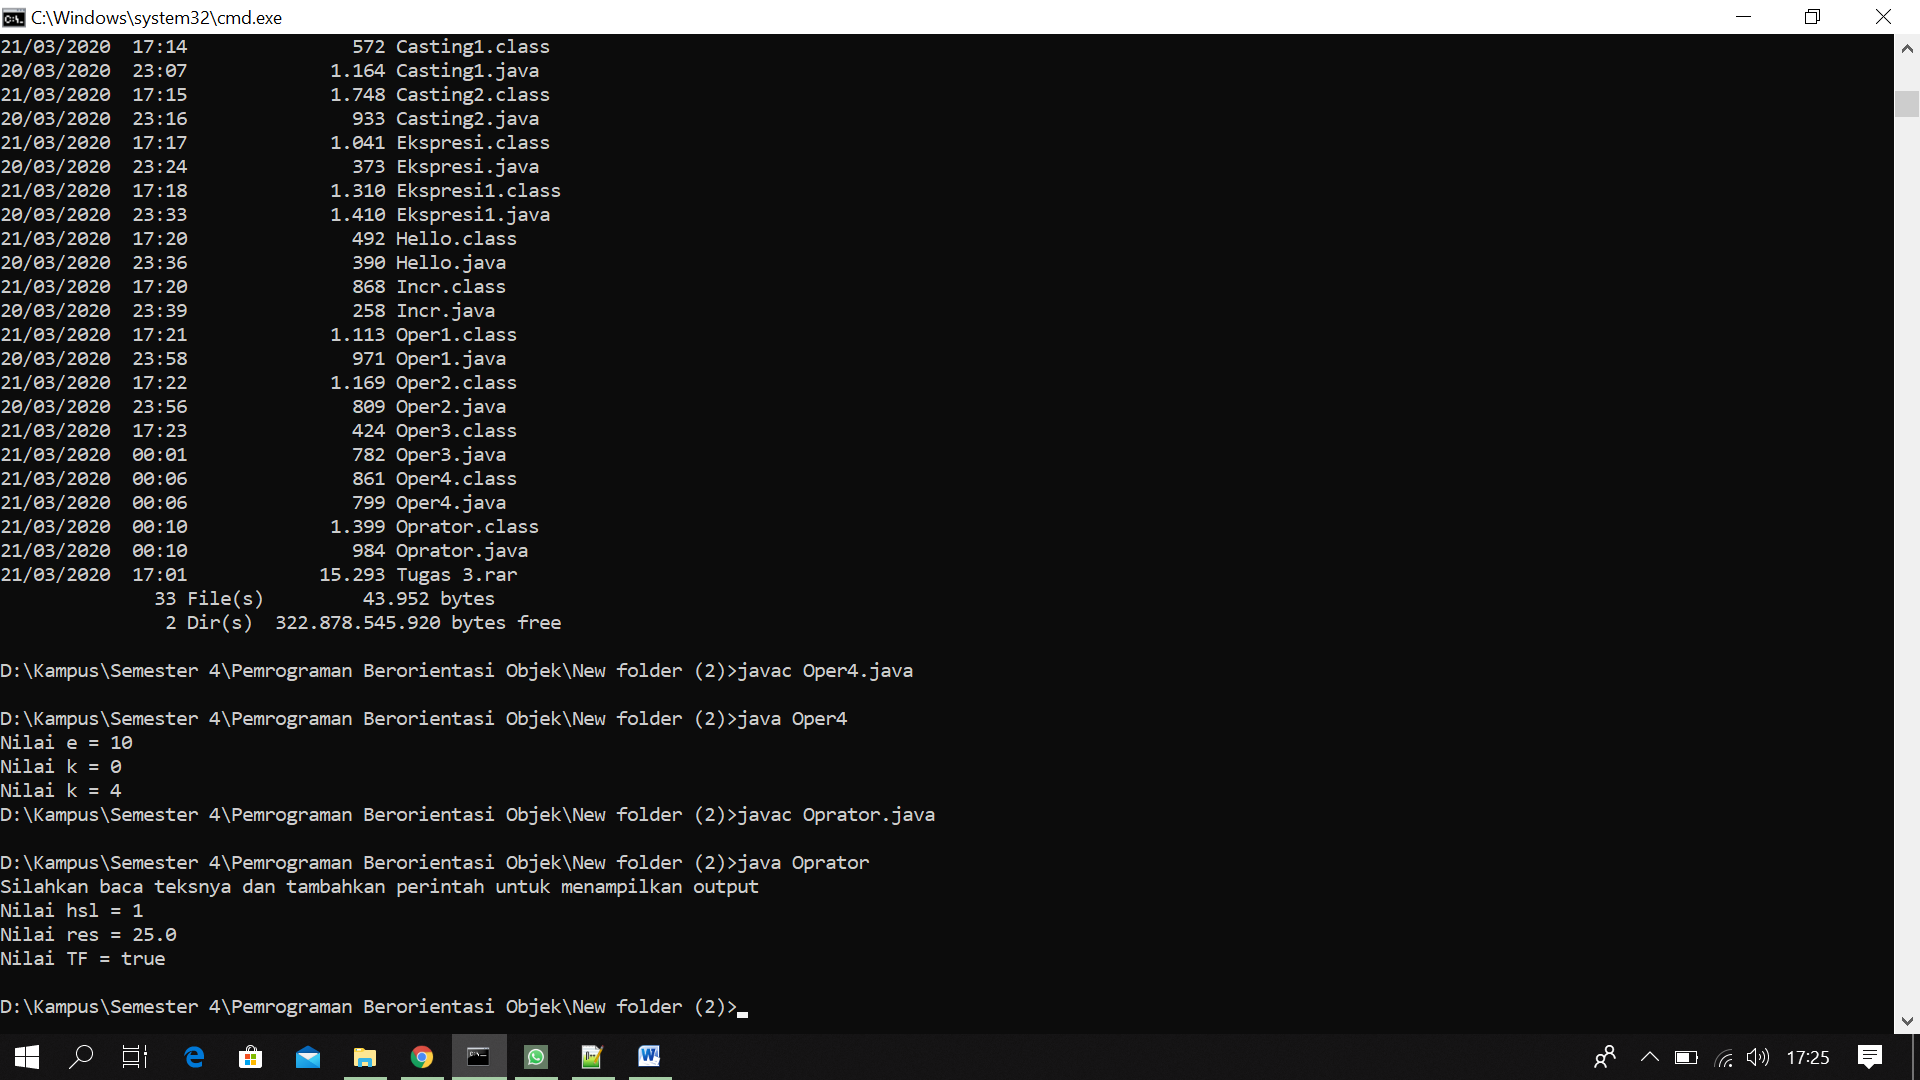 C:\Windows\system32\cmd.exe
21/03/2020  17:14               572 Casting1.class
20/03/2020  23:07             1.164 Casting1.java
21/03/2020  17:15             1.748 Casting2.class
20/03/2020  23:16               933 Casting2.java
21/03/2020  17:17             1.041 Ekspresi.class
20/03/2020  23:24               373 Ekspresi.java
21/03/2020  17:18             1.310 Ekspresi1.class
20/03/2020  23:33             1.410 Ekspresi1.java
21/03/2020  17:20               492 Hello.class
20/03/2020  23:36               390 Hello.java
21/03/2020  17:20               868 Incr.class
20/03/2020  23:39               258 Incr.java
21/03/2020  17:21             1.113 Oper1.class
20/03/2020  23:58               971 Oper1.java
21/03/2020  17:22             1.169 Oper2.class
20/03/2020  23:56               809 Oper2.java
21/03/2020  17:23               424 Oper3.class
21/03/2020  00:01               782 Oper3.java
21/03/2020  00:06               861 Oper4.class
21/03/2020  00:06               799 Oper4.java
21/03/2020  00:10             1.399 Oprator.class
21/03/2020  00:10               984 Oprator.java
21/03/2020  17:01            15.293 Tugas 3.rar
              33 File(s)         43.952 bytes
               2 Dir(s)  322.878.545.920 bytes free
D:\Kampus\Semester 4\Pemrograman Berorientasi Objek\New folder (2)>javac Oper4.java
D:\Kampus\Semester 4\Pemrograman Berorientasi Objek\New folder (2)>java Oper4
Nilai e = 10
Nilai k = 0
Nilai k = 4
D:\Kampus\Semester 4\Pemrograman Berorientasi Objek\New folder (2)>javac Oprator.java
D:\Kampus\Semester 4\Pemrograman Berorientasi Objek\New folder (2)>java Oprator
Silahkan baca teksnya dan tambahkan perintah untuk menampilkan output
Nilai hsl = 1
Nilai res = 25.0
Nilai TF = true
D:\Kampus\Semester 4\Pemrograman Berorientasi Objek\New folder (2)>
17:25